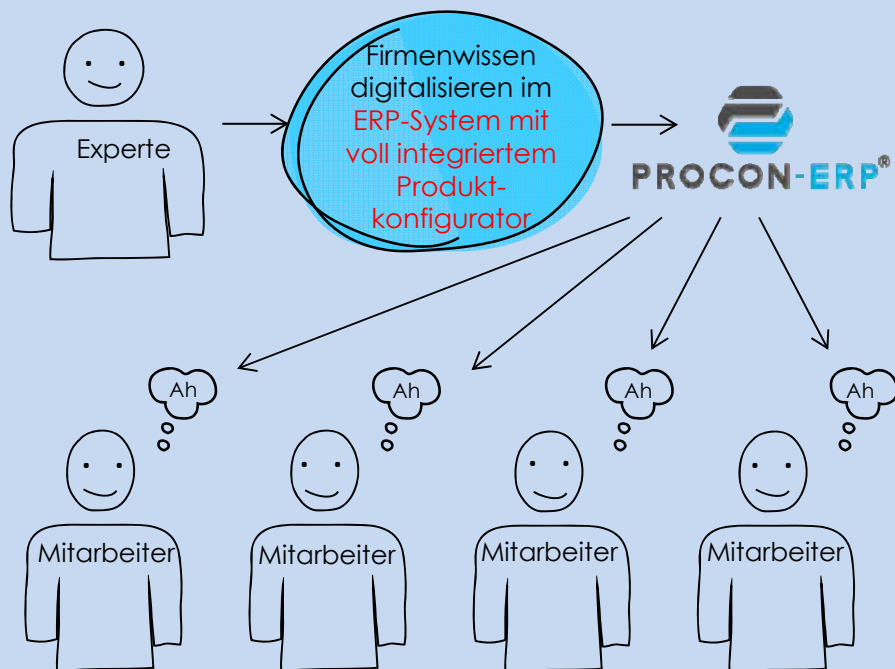 Experte
Firmenwissen
digitalisieren im
ERP-System mit
voll integriertem
Produkt-
konfigurator
PROCON-ERP®
Ah
Ah
Ah
Ah
Mitarbeiter
Mitarbeiter
Mitarbeiter
Mitarbeiter